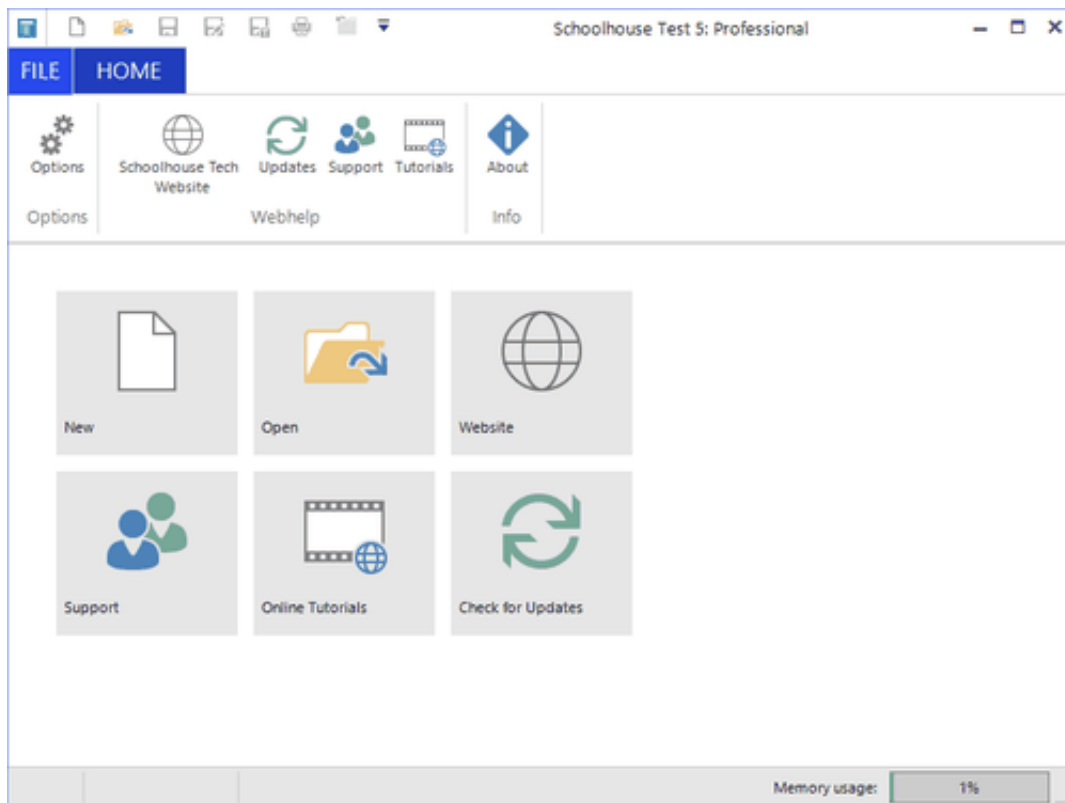 Schoolhouse Test 5: Professional
FILE HOME
Options Schoolhouse Tech Website Updates Support Tutorials About
Options Webhelp Info
New Open Website
Support Online Tutorials Check for Updates
Memory usage: 1%